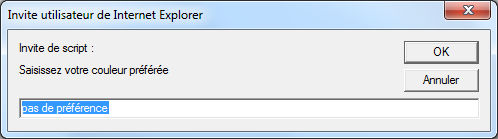 Invite utilisateur de Internet Explorer
Invite de script :
OK
Saisissez votre couleur préférée
Annuler
pas de préférence